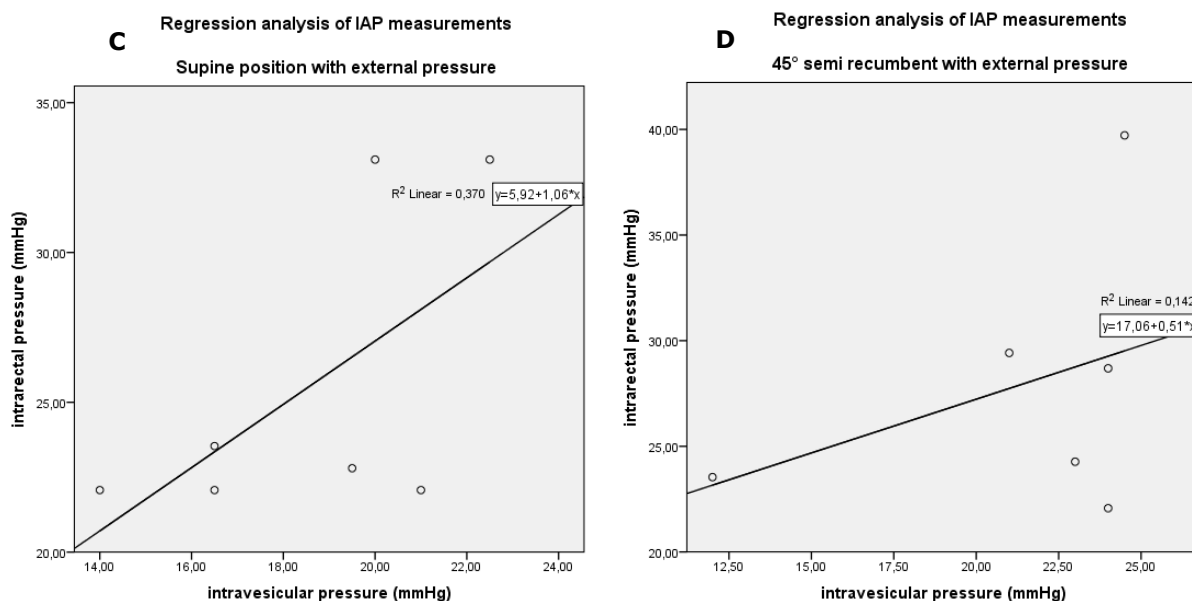 C
Regression analysis of IAP measurements
Supine position with external pressure
35,00
30,00
25,00
20,00
intrarectal pressure (mmHg)
R² Linear = 0,370
y=5,92+1,06*x
14,00 16,00 18,00 20,00 22,00 24,00
intravesicular pressure (mmHg)
D
Regression analysis of IAP measurements
45° semi recumbent with external pressure
40,00
35,00
30,00
25,00
20,00
intrarectal pressure (mmHg)
R² Linear = 0,142
y=17,06+0,51*x
12,50 15,00 17,50 20,00 22,50 25,00
intravesicular pressure (mmHg)